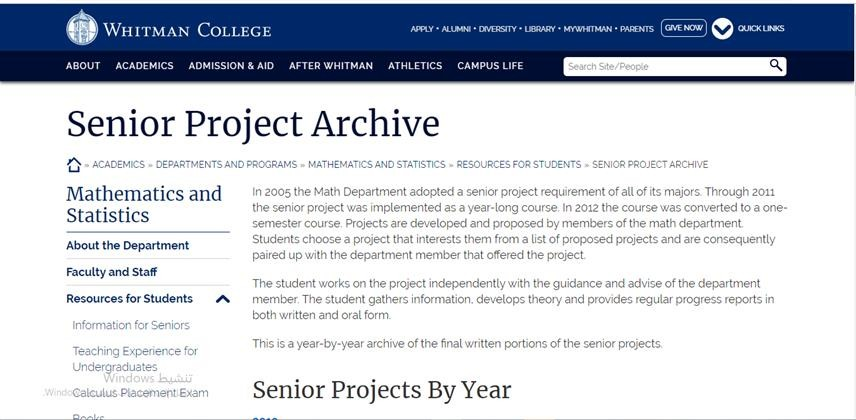 WHITMAN COLLEGE
APPLY • ALUMNI • DIVERSITY • LIBRARY • MYWHITMAN • PARENTS
GIVE NOW
QUICK LINKS
ABOUT ACADEMICS ADMISSION & AID AFTER WHITMAN ATHLETICS CAMPUS LIFE
Search Site/People
Senior Project Archive
» ACADEMICS » DEPARTMENTS AND PROGRAMS » MATHEMATICS AND STATISTICS » RESOURCES FOR STUDENTS » SENIOR PROJECT ARCHIVE
Mathematics and
Statistics
About the Department
Faculty and Staff
Resources for Students
Information for Seniors
Teaching Experience for
Undergraduates
Calculus Placement Exam
Books
تنشيط Windows
In 2005 the Math Department adopted a senior project requirement of all of its majors. Through 2011
the senior project was implemented as a year-long course. In 2012 the course was converted to a one-
semester course. Projects are developed and proposed by members of the math department.
Students choose a project that interests them from a list of proposed projects and are consequently
paired up with the department member that offered the project.
The student works on the project independently with the guidance and advise of the department
member. The student gathers information, develops theory and provides regular progress reports in
both written and oral form.
This is a year-by-year archive of the final written portions of the senior projects.
Senior Projects By Year